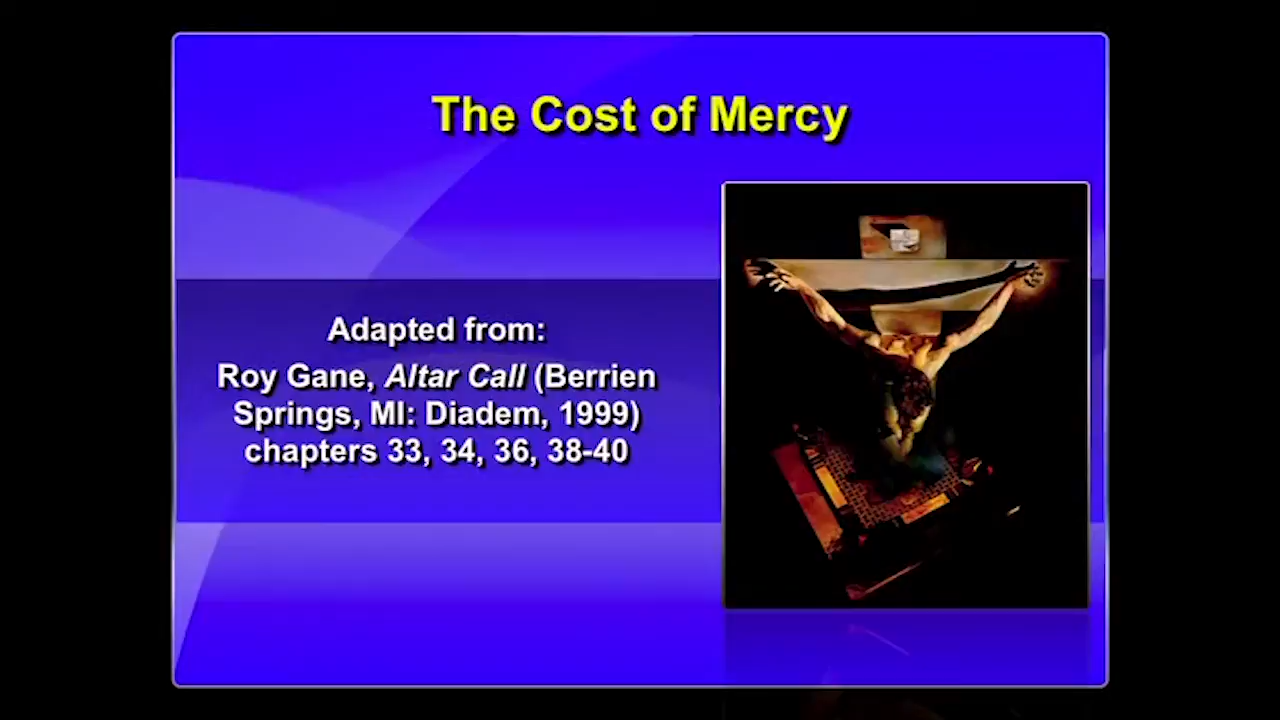 The Cost of Mercy
Adapted from:
Roy Gane, Altar Call (Berrien
Springs, MI: Diadem, 1999)
chapters 33, 34, 36, 38-40